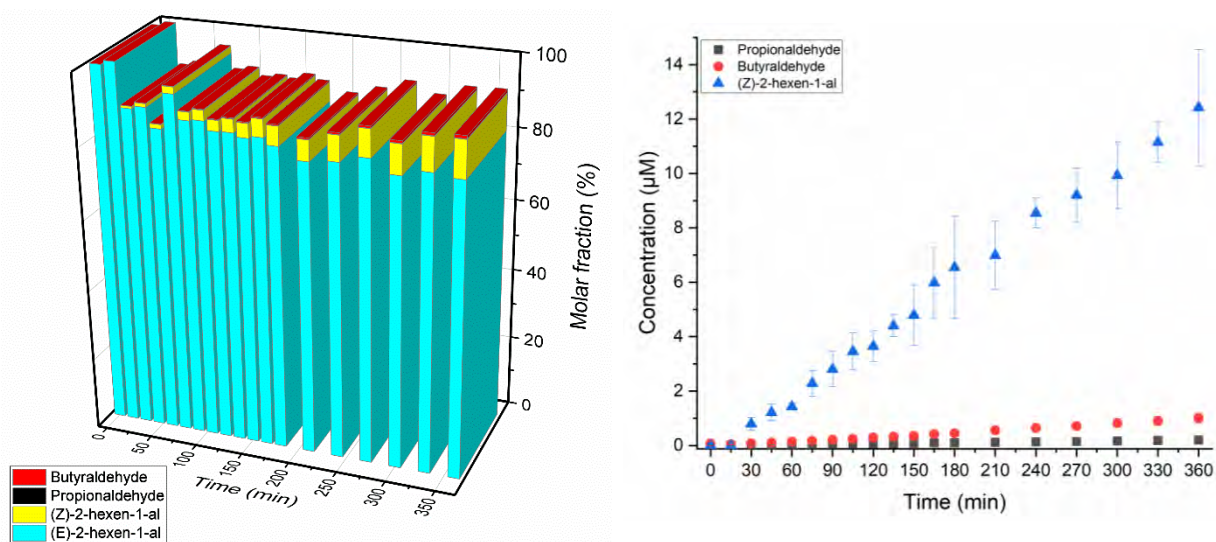 100
80
60
40
20
0
Molar fraction (%)
0
50
100
150
200
250
300
350
Time (min)
Butyraldehyde
Propionaldehyde
(Z)-2-hexen-1-al
(E)-2-hexen-1-al
Propionaldehyde
Butyraldehyde
(Z)-2-hexen-1-al
14
12
10
8
6
4
2
0
Concentration (µM)
0 30 60 90 120 150 180 210 240 270 300 330 360
Time (min)